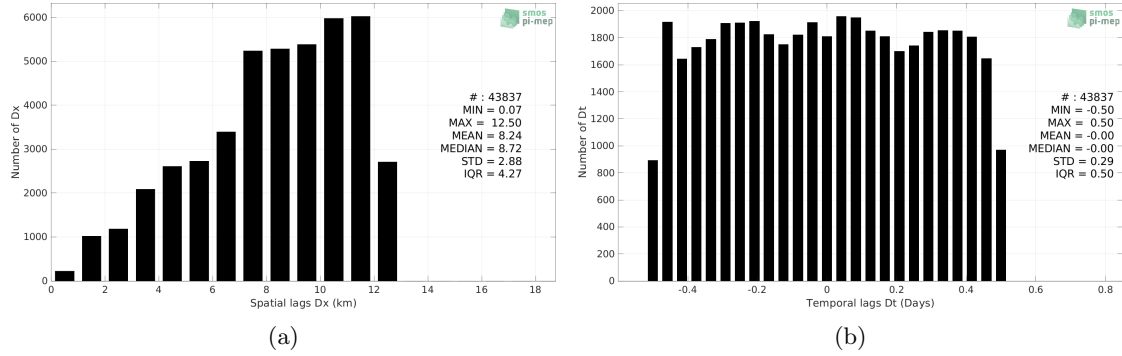 smos
pi-mep
6000
5000
4000
3000
2000
1000
0
Number of Dx
# : 43837
MIN = 0.07
MAX = 12.50
MEAN = 8.24
MEDIAN = 8.72
STD = 2.88
IQR = 4.27
0 2 4 6 8 10 12 14 16 18
Spatial lags Dx (km)
(a)
smos
pi-mep
2000
1800
1600
1400
1200
1000
800
600
400
200
0
Number of Dt
# : 43837
MIN = -0.50
MAX = 0.50
MEAN = -0.00
MEDIAN = -0.00
STD = 0.29
IQR = 0.50
-0.4 -0.2 0 0.2 0.4 0.6 0.8
Temporal lags Dt (Days)
(b)